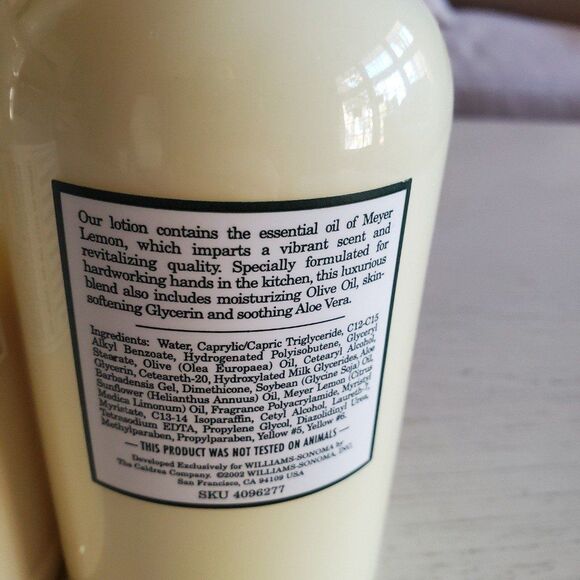 Our lotion contains the essential oil of Meyer
Lemon, which imparts a vibrant scent and
revitalizing quality. Specially formulated for
hardworking hands in the kitchen, this luxurious
blend also includes moisturizing Olive Oil, skin-
softening Glycerin and soothing Aloe Vera.
Ingredients: Water, Caprylic/Capric Triglyceride, C12-C15
Alkyl Benzoate, Hydrogenated Polyisobutene, Glyceryl
Stearate, Olive (Olea Europaea) Oil, Cetearyl Alcohol,
Glycerin, Ceteareth-20, Hydroxylated Milk Glycerides, Aloe
Barbadensis Gel, Dimethicone, Soybean (Glycine Soja) Oil,
Sunflower (Helianthus Annuus) Oil, Meyer Lemon (Citrus
Medica Limonum) Oil, Fragrance Polyacrylamide, Myristyl
Myristate, C13-14 Isoparaffin, Cetyl Alcohol, Laureth-7,
Tetrasodium EDTA, Propylene Glycol, Diazolidinyl Urea,
Methylparaben, Propylparaben, Yellow #5, Yellow #6.
— THIS PRODUCT WAS NOT TESTED ON ANIMALS —
Developed Exclusively for WILLIAMS-SONOMA by
The Caldrea Company. ©2002 WILLIAMS-SONOMA, INC.
San Francisco, CA 94109 USA
SKU 4096277